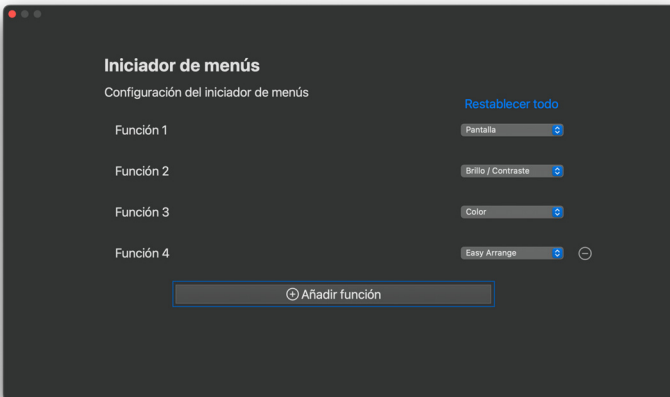 Iniciador de menús
Configuración del iniciador de menús
Restablecer todo
Función 1 Pantalla
Función 2 Brillo / Contraste
Función 3 Color
Función 4 Easy Arrange
Añadir función